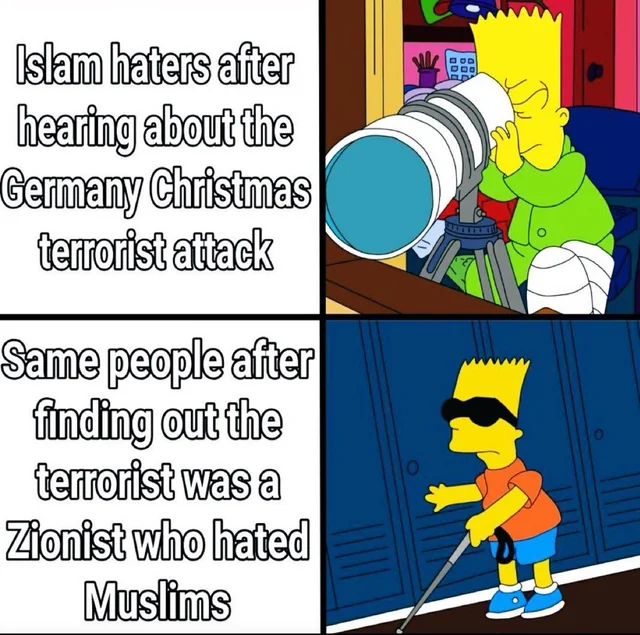 Islam haters after
hearing about the
Germany Christmas
terrorist attack
Same people after
finding out the
terrorist was a
Zionist who hated
Muslims